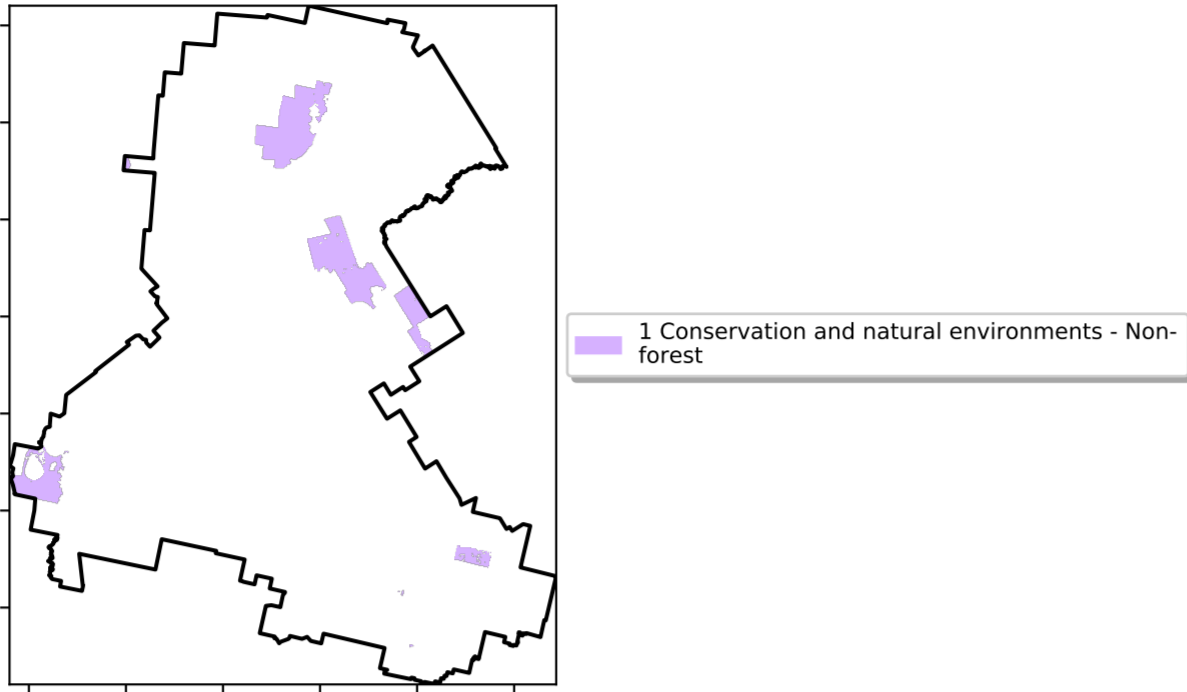 1 Conservation and natural environments - Non-
forest